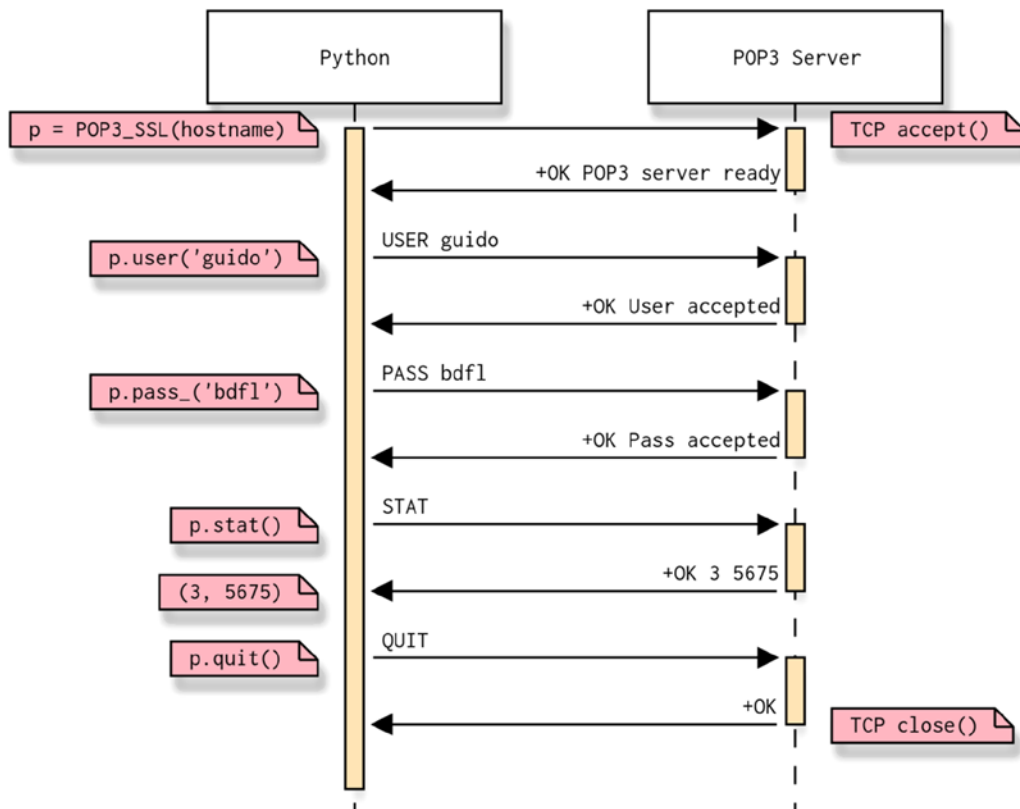 Python
POP3 Server
p = POP3_SSL(hostname)
TCP accept()
+OK POP3 server ready
USER guido
p.user('guido')
+OK User accepted
PASS bdfl
p.pass_('bdfl')
+OK Pass accepted
STAT
p.stat()
+OK 3 5675
(3, 5675)
QUIT
p.quit()
+OK
TCP close()